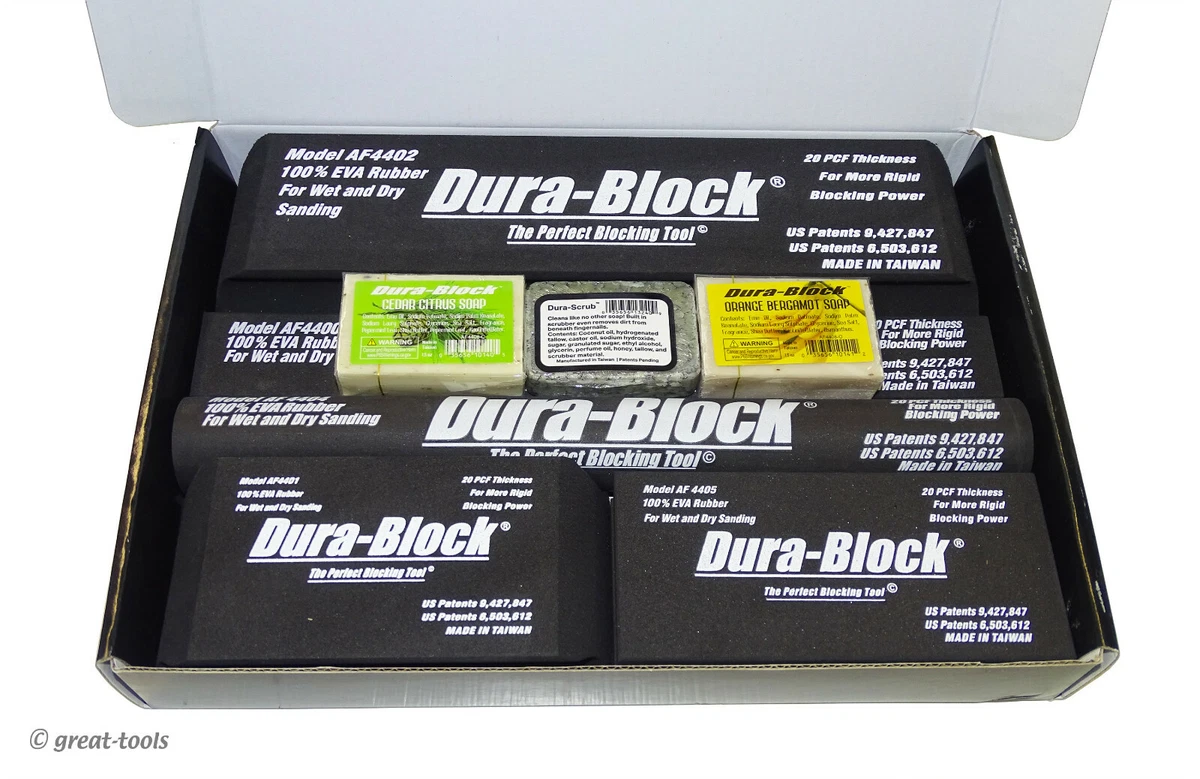 Model AF4402
100% EVA Rubber
For Wet and Dry
Sanding
Dura-Block®
The Perfect Blocking Tool©
20 PCF Thickness
For More Rigid
Blocking Power
US Patents 9,427,847
US Patents 6,503,612
MADE IN TAIWAN
Dura-Block
CEDAR CITRUS SOAP
WARNING
Dura-Scrub™
Cleans like no other soap! Built in
scrubber even removes dirt from
beneath fingernails.
Contents: Coconut oil, hydrogenated
tallow, castor oil, sodium hydroxide,
sugar, granulated sugar, ethyl alcohol,
glycerin, perfume oil, honey, tallow, and
scrubber material.
Manufactured in Taiwan | Patents Pending
Dura-Block
ORANGE BERGAMOT SOAP
WARNING
Model
100% EVA
For Wet and
PCF Thickness
For More Rigid
Blocking Power
US Patents 9,427,847
Patents 6,503,612
Made in Taiwan
Model AF 4404
100% EVA Rubber
For Wet and Dry Sanding
Dura-Block®
The Perfect Blocking Tool©
20 PCF Thickness
For More Rigid
Blocking Power
US Patents 9,427,847
US Patents 6,503,612
Made in Taiwan
Model AF4401
100% EVA Rubber
For Wet and Dry Sanding
20 PCF Thickness
For More Rigid
Blocking Power
Dura-Block®
The Perfect Blocking Tool©
US Patents 9,427,847
US Patents 6,503,612
MADE IN TAIWAN
Model AF 4405
100% EVA Rubber
For Wet and Dry Sanding
20 PCF Thickness
For More Rigid
Blocking Power
Dura-Block®
The Perfect Blocking Tool©
US Patents 9,427,847
US Patents 6,503,612
MADE IN TAIWAN
© great-tools